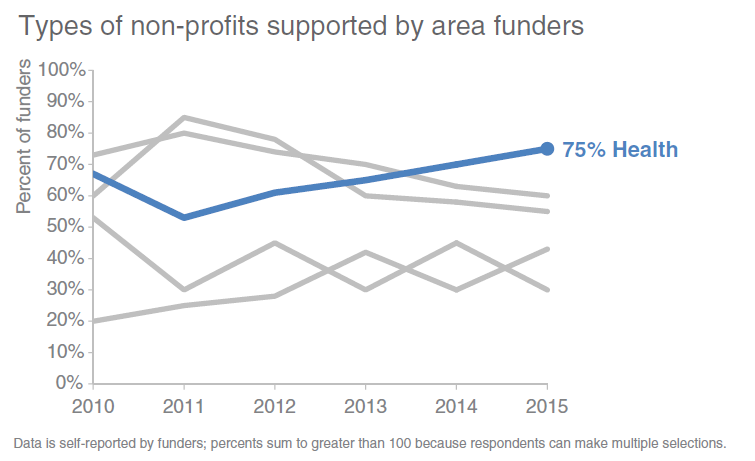 Types of non-profits supported by area funders
Percent of funders
100%
90%
80%
70%
60%
50%
40%
30%
20%
10%
0%
75% Health
2010 2011 2012 2013 2014 2015
Data is self-reported by funders; percents sum to greater than 100 because respondents can make multiple selections.